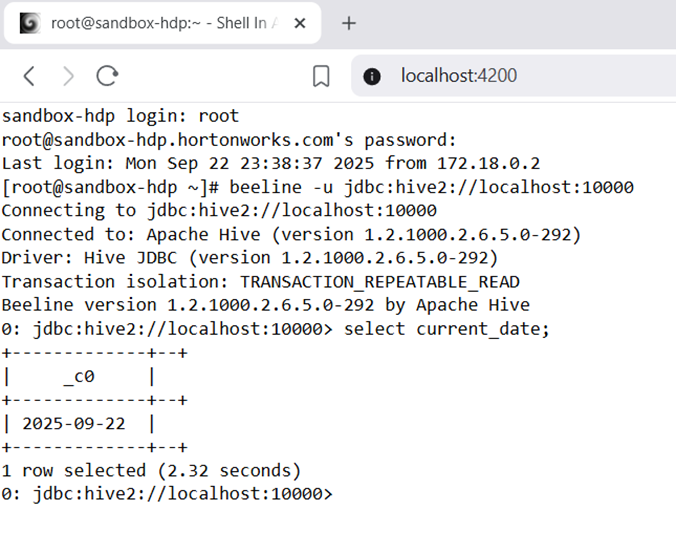 root@sandbox-hdp:~ - Shell In
localhost:4200
sandbox-hdp login: root
root@sandbox-hdp.hortonworks.com's password:
Last login: Mon Sep 22 23:38:37 2025 from 172.18.0.2
[root@sandbox-hdp ~]# beeline -u jdbc:hive2://localhost:10000
Connecting to jdbc:hive2://localhost:10000
Connected to: Apache Hive (version 1.2.1000.2.6.5.0-292)
Driver: Hive JDBC (version 1.2.1000.2.6.5.0-292)
Transaction isolation: TRANSACTION_REPEATABLE_READ
Beeline version 1.2.1000.2.6.5.0-292 by Apache Hive
0: jdbc:hive2://localhost:10000> select current_date;
+-------------+--+
|     _c0     |
+-------------+--+
| 2025-09-22  |
+-------------+--+
1 row selected (2.32 seconds)
0: jdbc:hive2://localhost:10000>